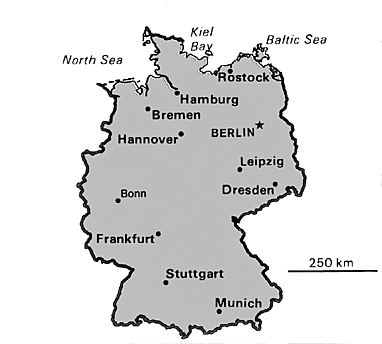 Kiel
Bay
Baltic Sea
North Sea
Rostock
Hamburg
Bremen
BERLIN
Hannover
Leipzig
Dresden
Bonn
Frankfurt
250 km
Stuttgart
Munich